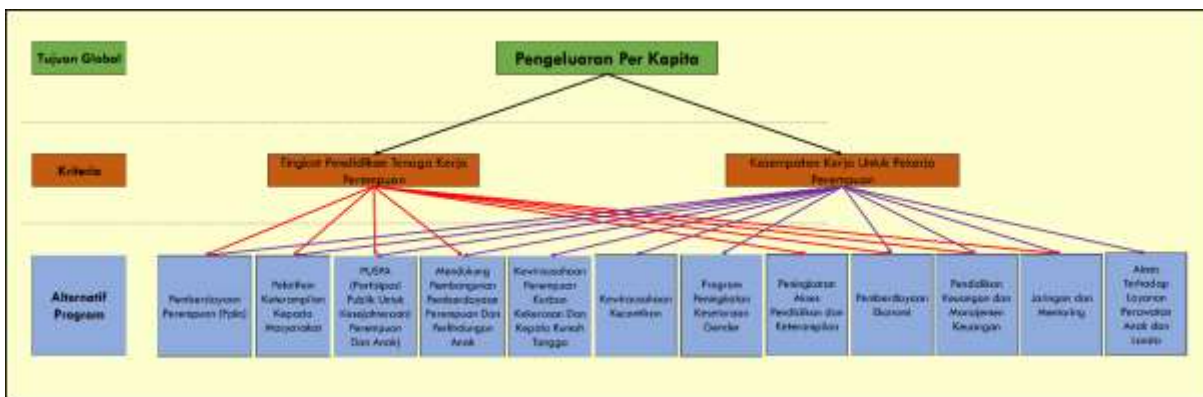 Tujuan Global
Pengeluaran Per Kapita
Kriteria
Tingkat Pendidikan Tenaga Kerja
Perempuan
Kesempatan Kerja Untuk Pekerja
Perempuan
Alternatif
Program
Pemberdayaan
Perempuan
Pelatihan
Keterampilan
Kepada
Masyarakat
PUSPA
(Partisipasi
Publik Untuk
Kesejahteraan
Perempuan
Dan Anak)
Mendukung
Pembangunan
Pemberdayaan
Perempuan Dan
Perlindungan
Anak
Kewirausahaan
Perempuan
Korban
Kekerasan Dan
Kepala Rumah
Tangga
Kewirausahaan
Kecantikan
Program
Peningkatan
Kesetaraan
Gender
Peningkatan
Akses
Pendidikan dan
Keterampilan
Pemberdayaan
Ekonomi
Pendidikan
Keuangan dan
Manajemen
Keuangan
Jaringan dan
Mentoring
Akses
Terhadap
Layanan
Perawatan
Anak dan
Lansia